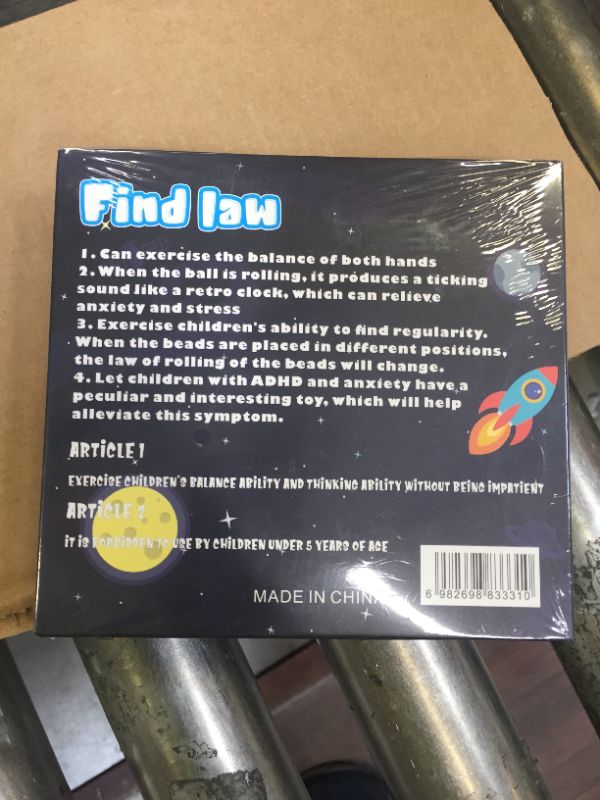 Find law
1. Can exercise the balance of both hands
2. When the ball is rolling, it produces a ticking
sound like a retro clock, which can relieve
anxiety and stress
3. Exercise children's ability to find regularity.
When the beads are placed in different positions,
the law of rolling of the beads will change.
4. Let children with ADHD and anxiety have a
peculiar and interesting toy, which will help
alleviate this symptom.
ARTICLE 1
EXERCISE CHILDREN'S BALANCE ABILITY AND THINKING ABILITY WITHOUT BEING IMPATIENT
ARTICLE 2
IT IS FORBIDDEN TO USE BY CHILDREN UNDER 5 YEARS OF AGE
MADE IN CHINA
6 982698 833310